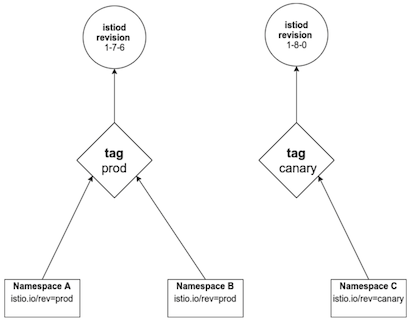 istiod
revision
1-7-6
istiod
revision
1-8-0
tag
prod
tag
canary
Namespace A
istio.io/rev=prod
Namespace B
istio.io/rev=prod
Namespace C
istio.io/rev=canary